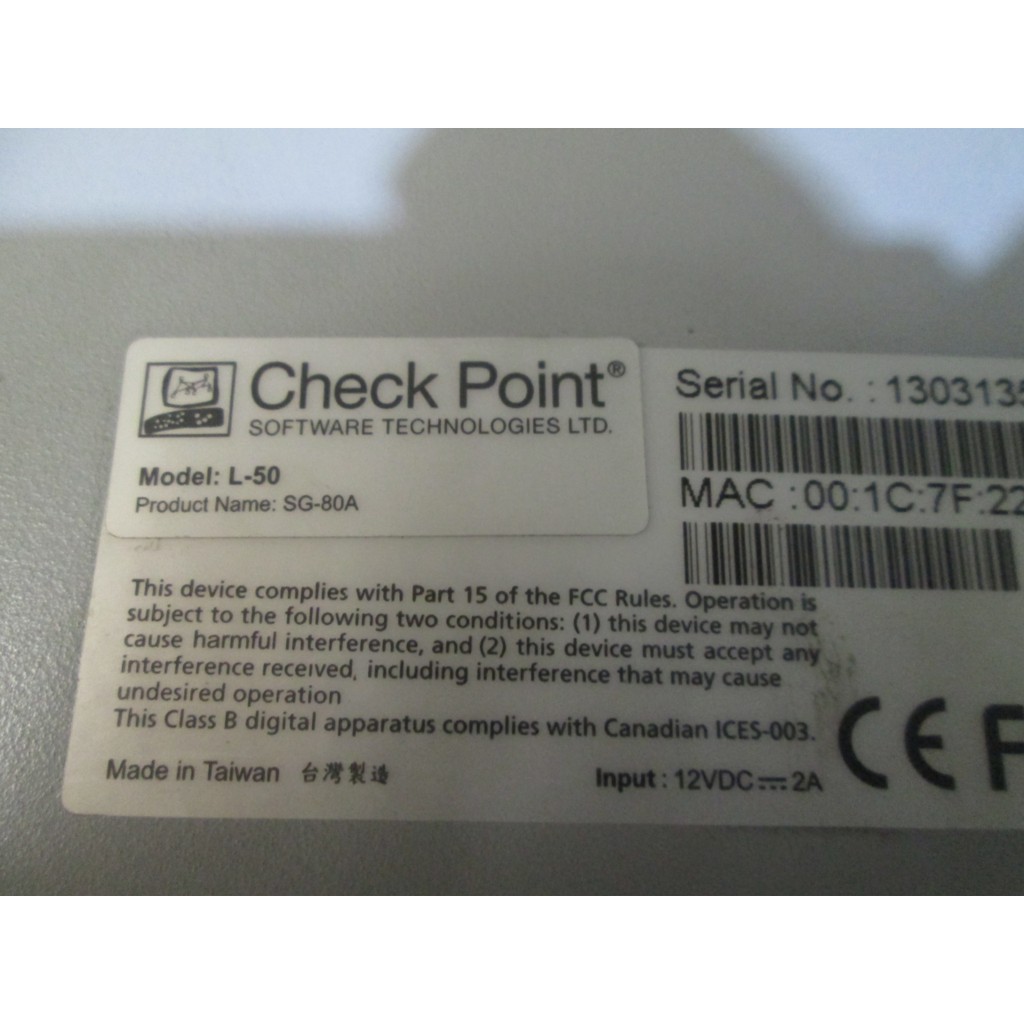 Check Point®
SOFTWARE TECHNOLOGIES LTD.
Model: L-50
Product Name: SG-80A
Serial No. : 130313
MAC :00:1C:7F:22
This device complies with Part 15 of the FCC Rules. Operation is
subject to the following two conditions: (1) this device may not
cause harmful interference, and (2) this device must accept any
interference received, including interference that may cause
undesired operation
This Class B digital apparatus complies with Canadian ICES-003.
Made in Taiwan 台灣製造
Input : 12VDC⎓2A
CE F